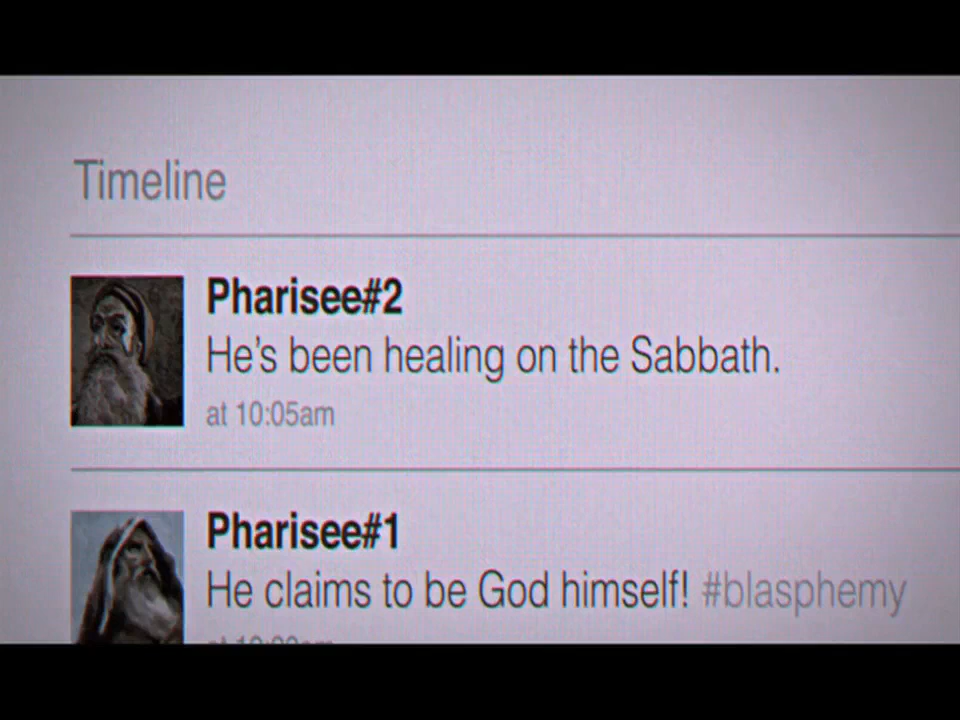 Timeline
Pharisee#2
He's been healing on the Sabbath.
at 10:05am
Pharisee#1
He claims to be God himself! #blasphemy